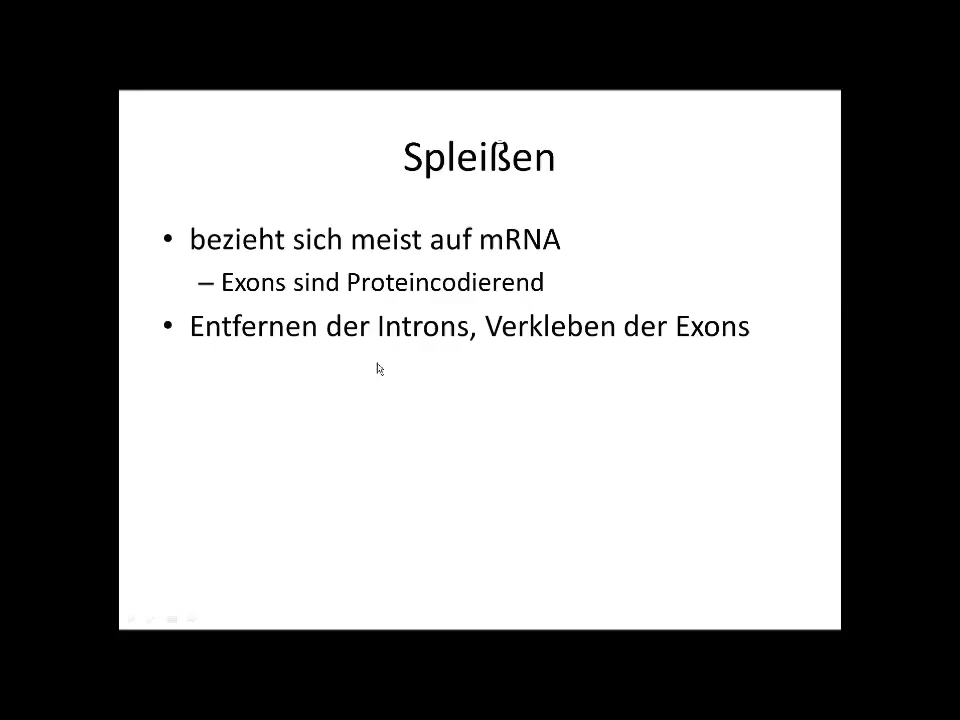 Spleißen
• bezieht sich meist auf mRNA
– Exons sind Proteincodierend
• Entfernen der Introns, Verkleben der Exons